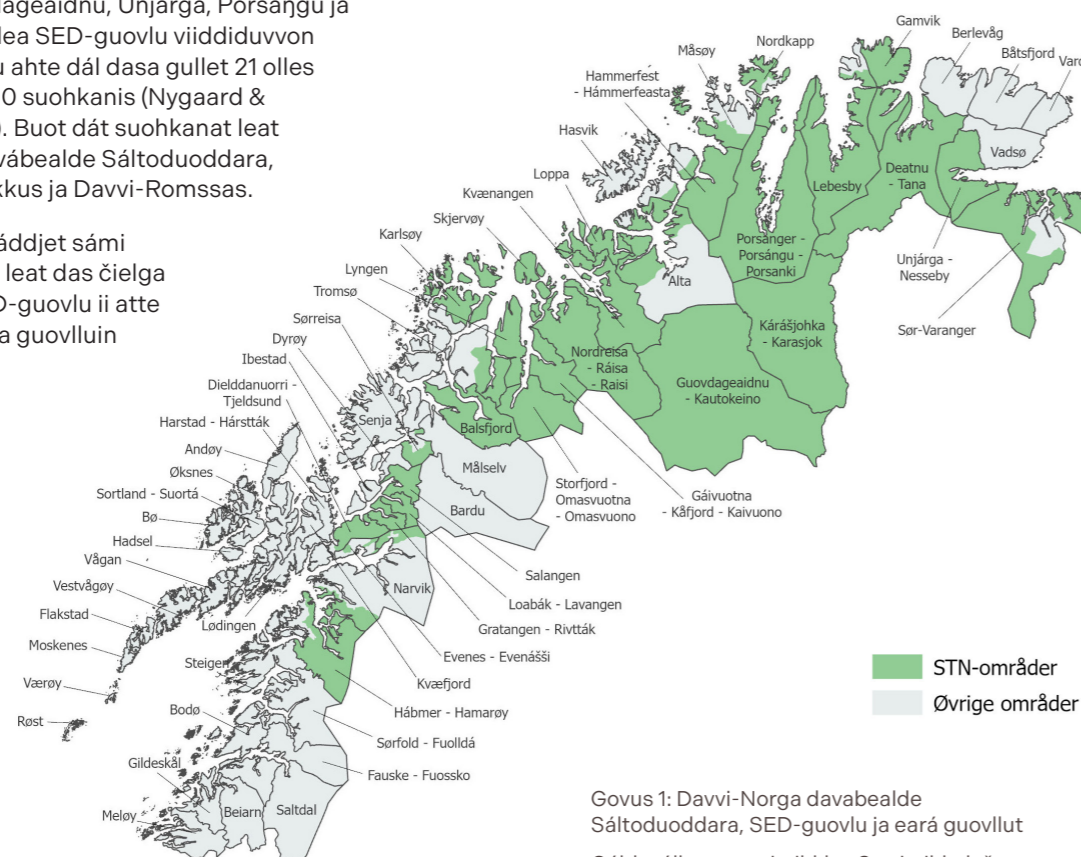 dageaidnu, Unjárga, Porsáŋgu ja
lea SED-guovlu viiddiduvvon
u ahte dál dasa gullet 21 olles
0 suohkanis (Nygaard &
). Buot dát suohkanat leat
vábealde Sáltoduoddara,
kkus ja Davvi-Romssas.
áddjet sámi
leat das čielga
D-guovlu ii atte
a guovlluin
Gamvik
Berlevåg
Båtsfjord
Nordkapp
Måsøy
Hammerfest
- Hámmerfeasta
Hasvik
Vadsø
Loppa
Lebesby
Deatnu
- Tana
Kvænangen
Skjervøy
Karlsøy
Porsanger -
Porsángu -
Porsanki
Unjárga -
Nesseby
Lyngen
Alta
Tromsø
Sør-Varanger
Kárášjohka
- Karasjok
Sørreisa
Dyrøy
Ibestad
Nordreisa
- Ráisa
- Raisi
Guovdageaidnu
- Kautokeino
Dielddanuorri -
Tjeldsund
Harstad - Hárstták
Senja
Balsfjord
Andøy
Målselv
Øksnes
Storfjord -
Omasvuotna
- Omasvuono
Gáivuotna
- Kåfjord - Kaivuono
Sortland - Suortá
Bardu
Bø
Hadsel
Vågan
Salangen
Narvik
Vestvågøy
Loabák - Lavangen
Flakstad
Lødingen
Gratangen - Rivtták
Moskenes
Evenes - Evenášši
Steigen
Kvæfjord
Værøy
Bodø
Hábmer - Hamarøy
Røst
Sørfold - Fuolldá
Gildeskål
Fauske - Fuossko
Meløy
Beiarn
Saltdal
STN-områder
Øvrige områder
Govus 1: Davvi-Norga davabealde
Sáltoduoddara, SED-guovlu ja eará guovllut